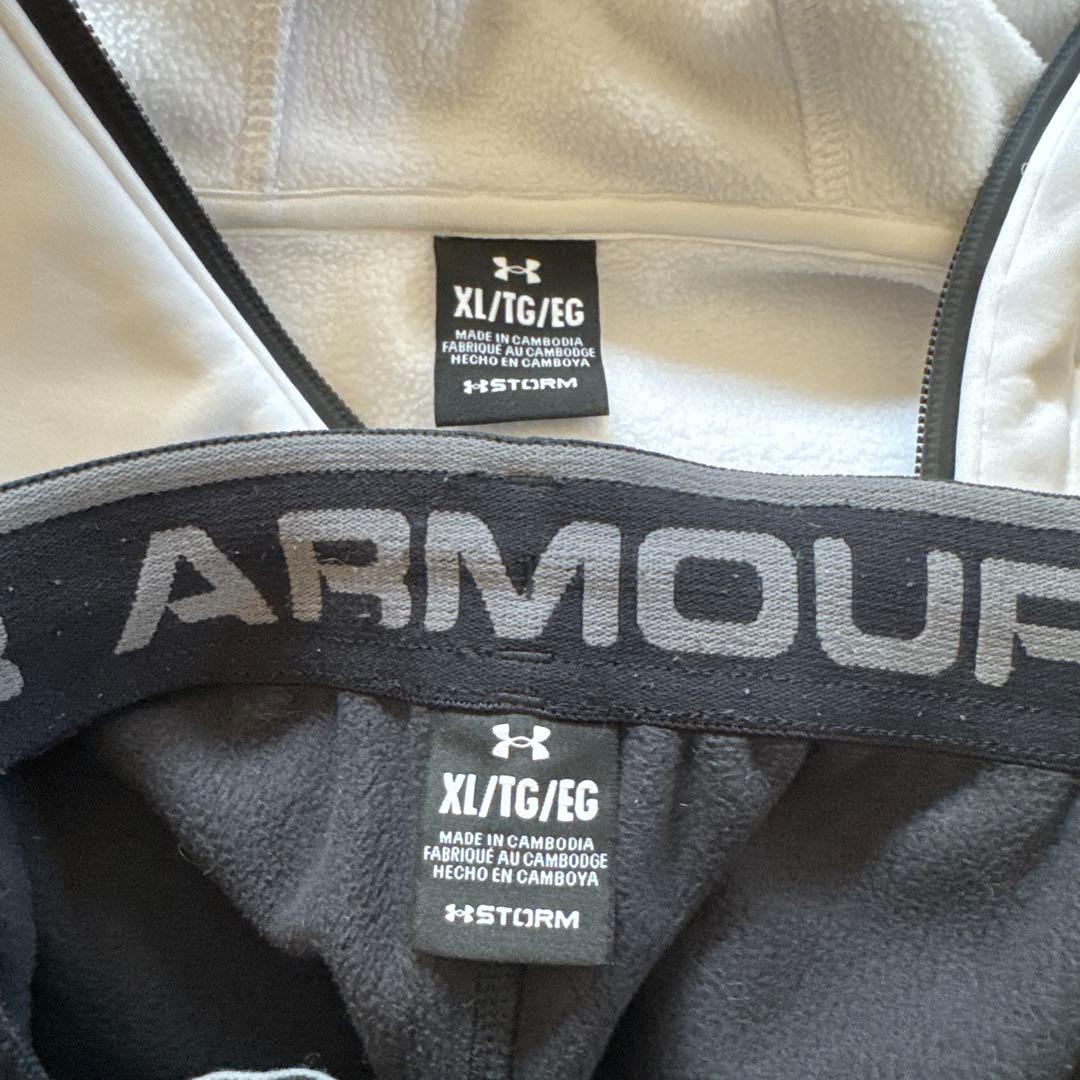 XL/TG/EG
MADE IN CAMBODIA
FABRIQUÉ AU CAMBODGE
HECHO EN CAMBOYA
STORM
ARMOUR
XL/TG/EG
MADE IN CAMBODIA
FABRIQUÉ AU CAMBODGE
HECHO EN CAMBOYA
STORM